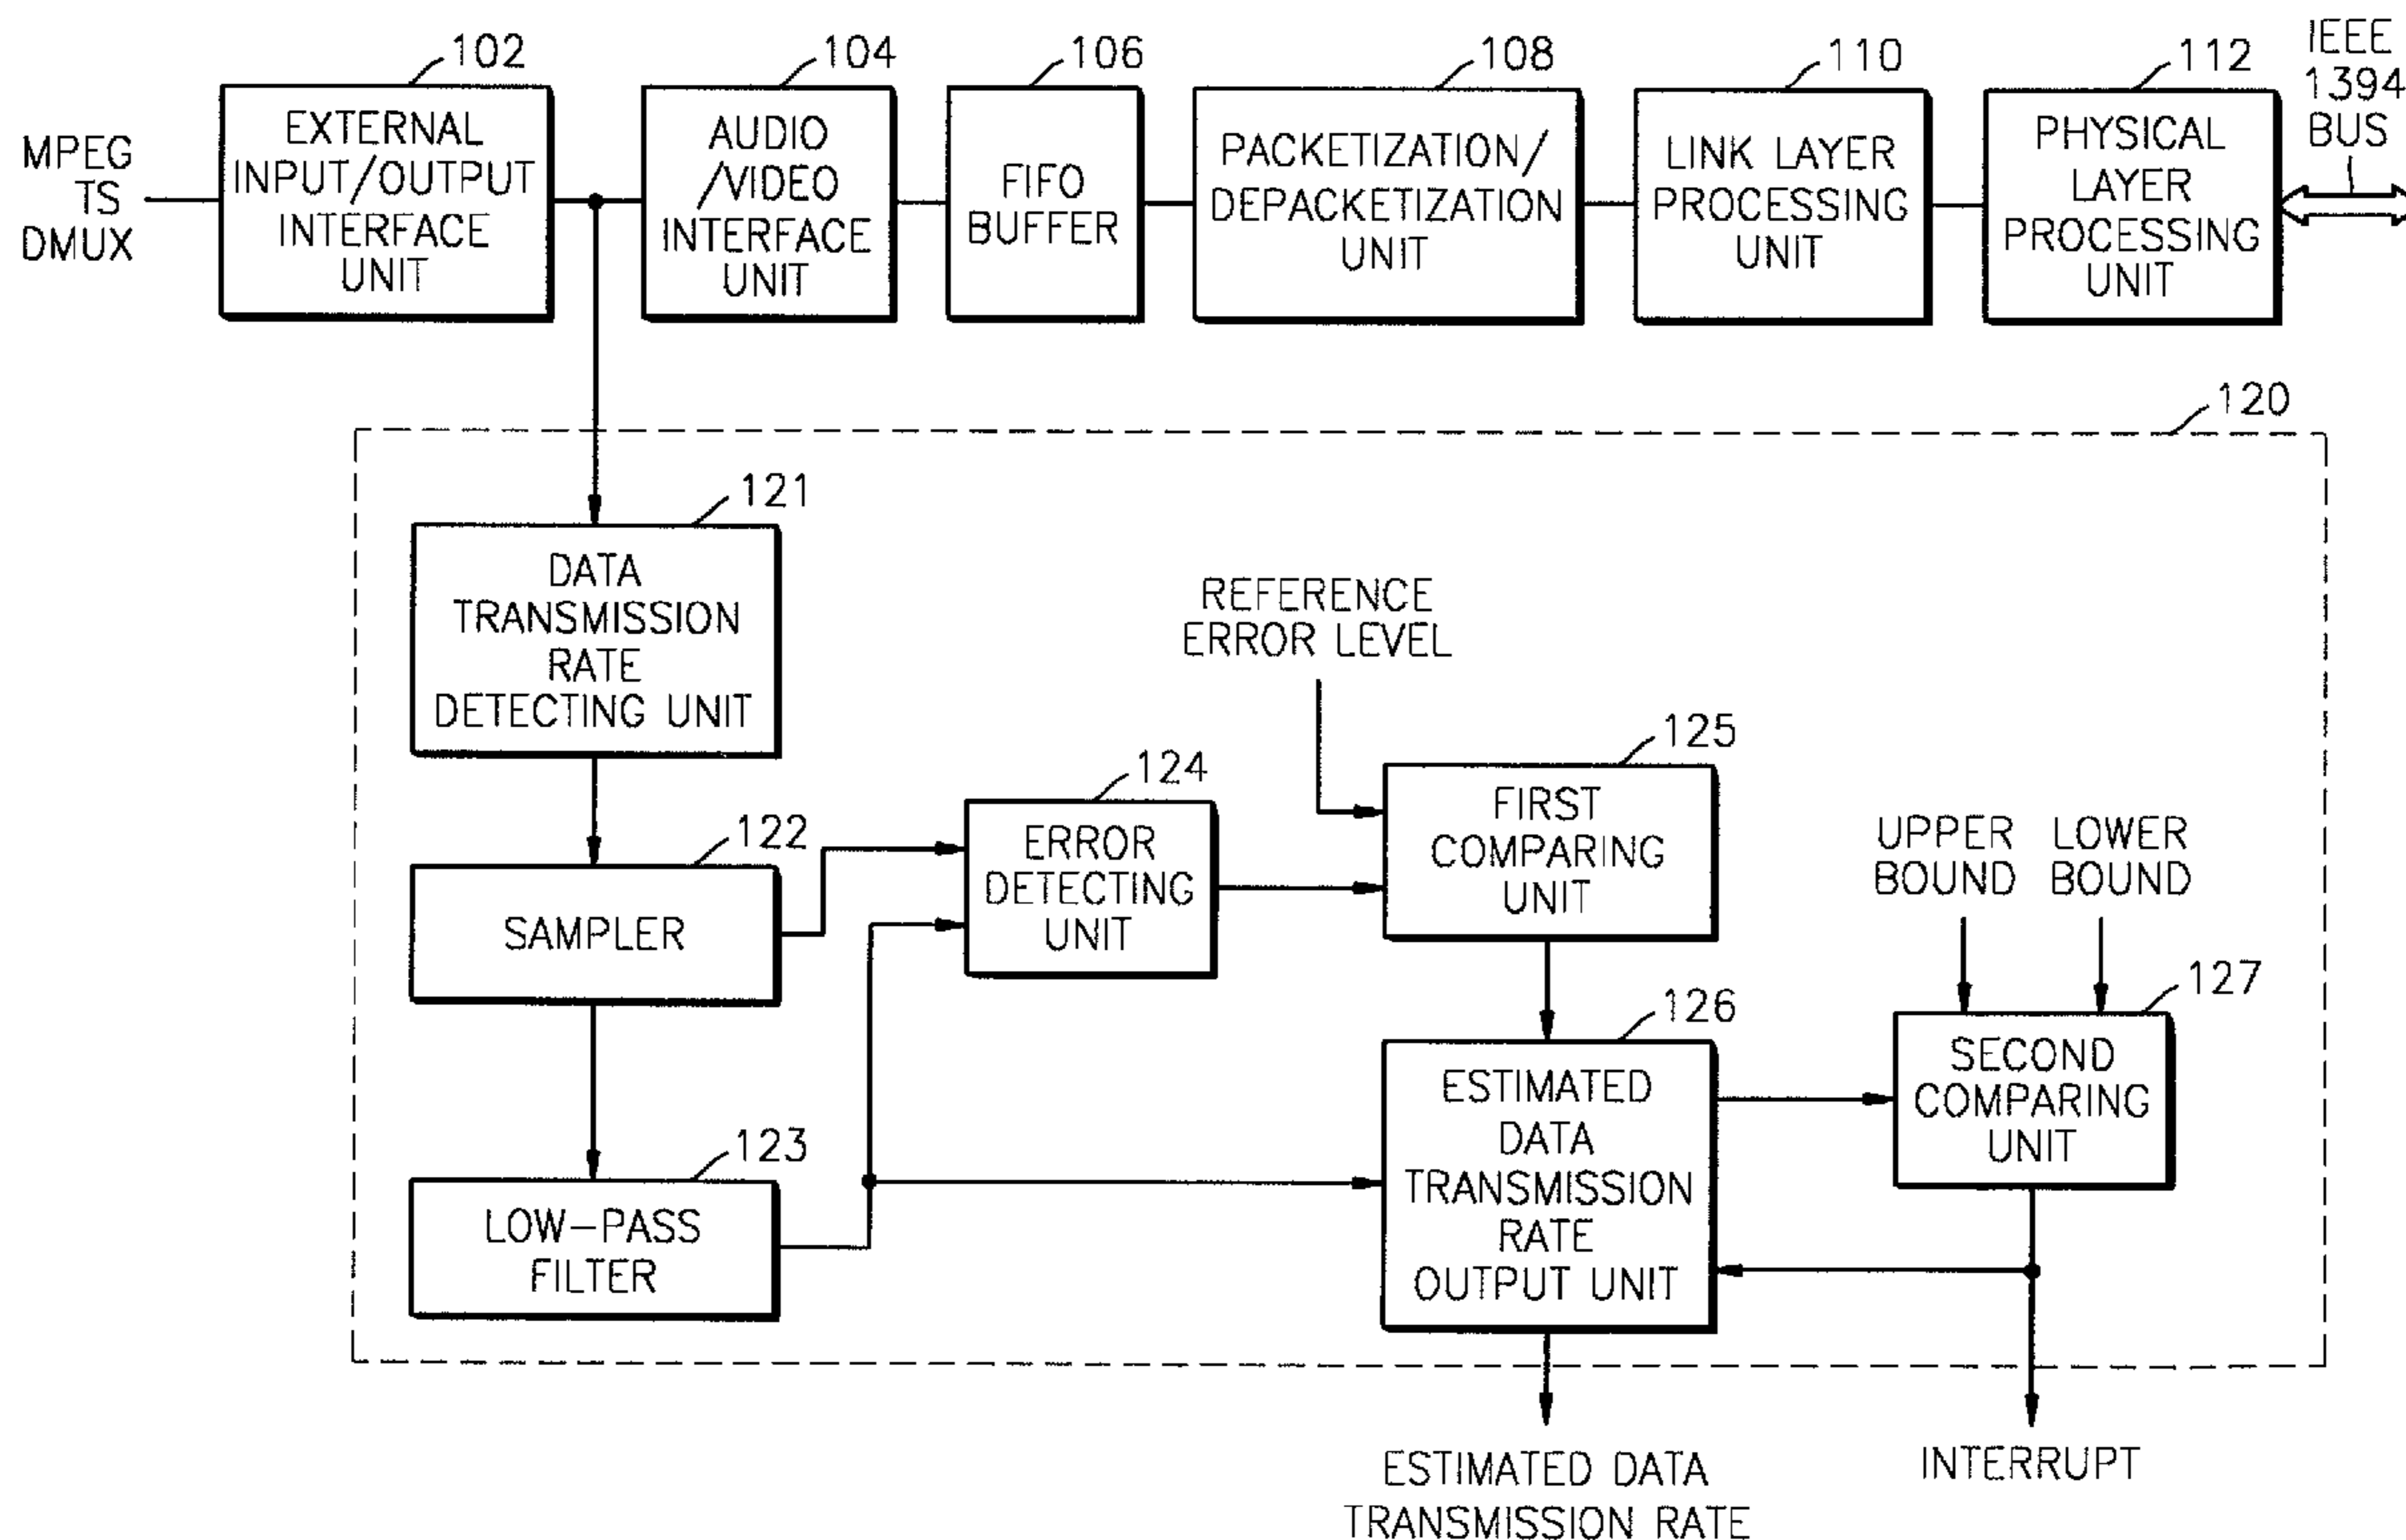 102
104
106
108
110
112
IEEE
1394
BUS
MPEG
TS
DMUX
EXTERNAL
INPUT/OUTPUT
INTERFACE
UNIT
AUDIO
/VIDEO
INTERFACE
UNIT
FIFO
BUFFER
PACKETIZATION/
DEPACKETIZATION
UNIT
LINK LAYER
PROCESSING
UNIT
PHYSICAL
LAYER
PROCESSING
UNIT
120
121
DATA
TRANSMISSION
RATE
DETECTING UNIT
REFERENCE
ERROR LEVEL
122
SAMPLER
124
ERROR
DETECTING
UNIT
125
FIRST
COMPARING
UNIT
UPPER
BOUND
LOWER
BOUND
123
LOW-PASS
FILTER
126
ESTIMATED
DATA
TRANSMISSION
RATE
OUTPUT UNIT
127
SECOND
COMPARING
UNIT
ESTIMATED DATA
TRANSMISSION RATE
INTERRUPT